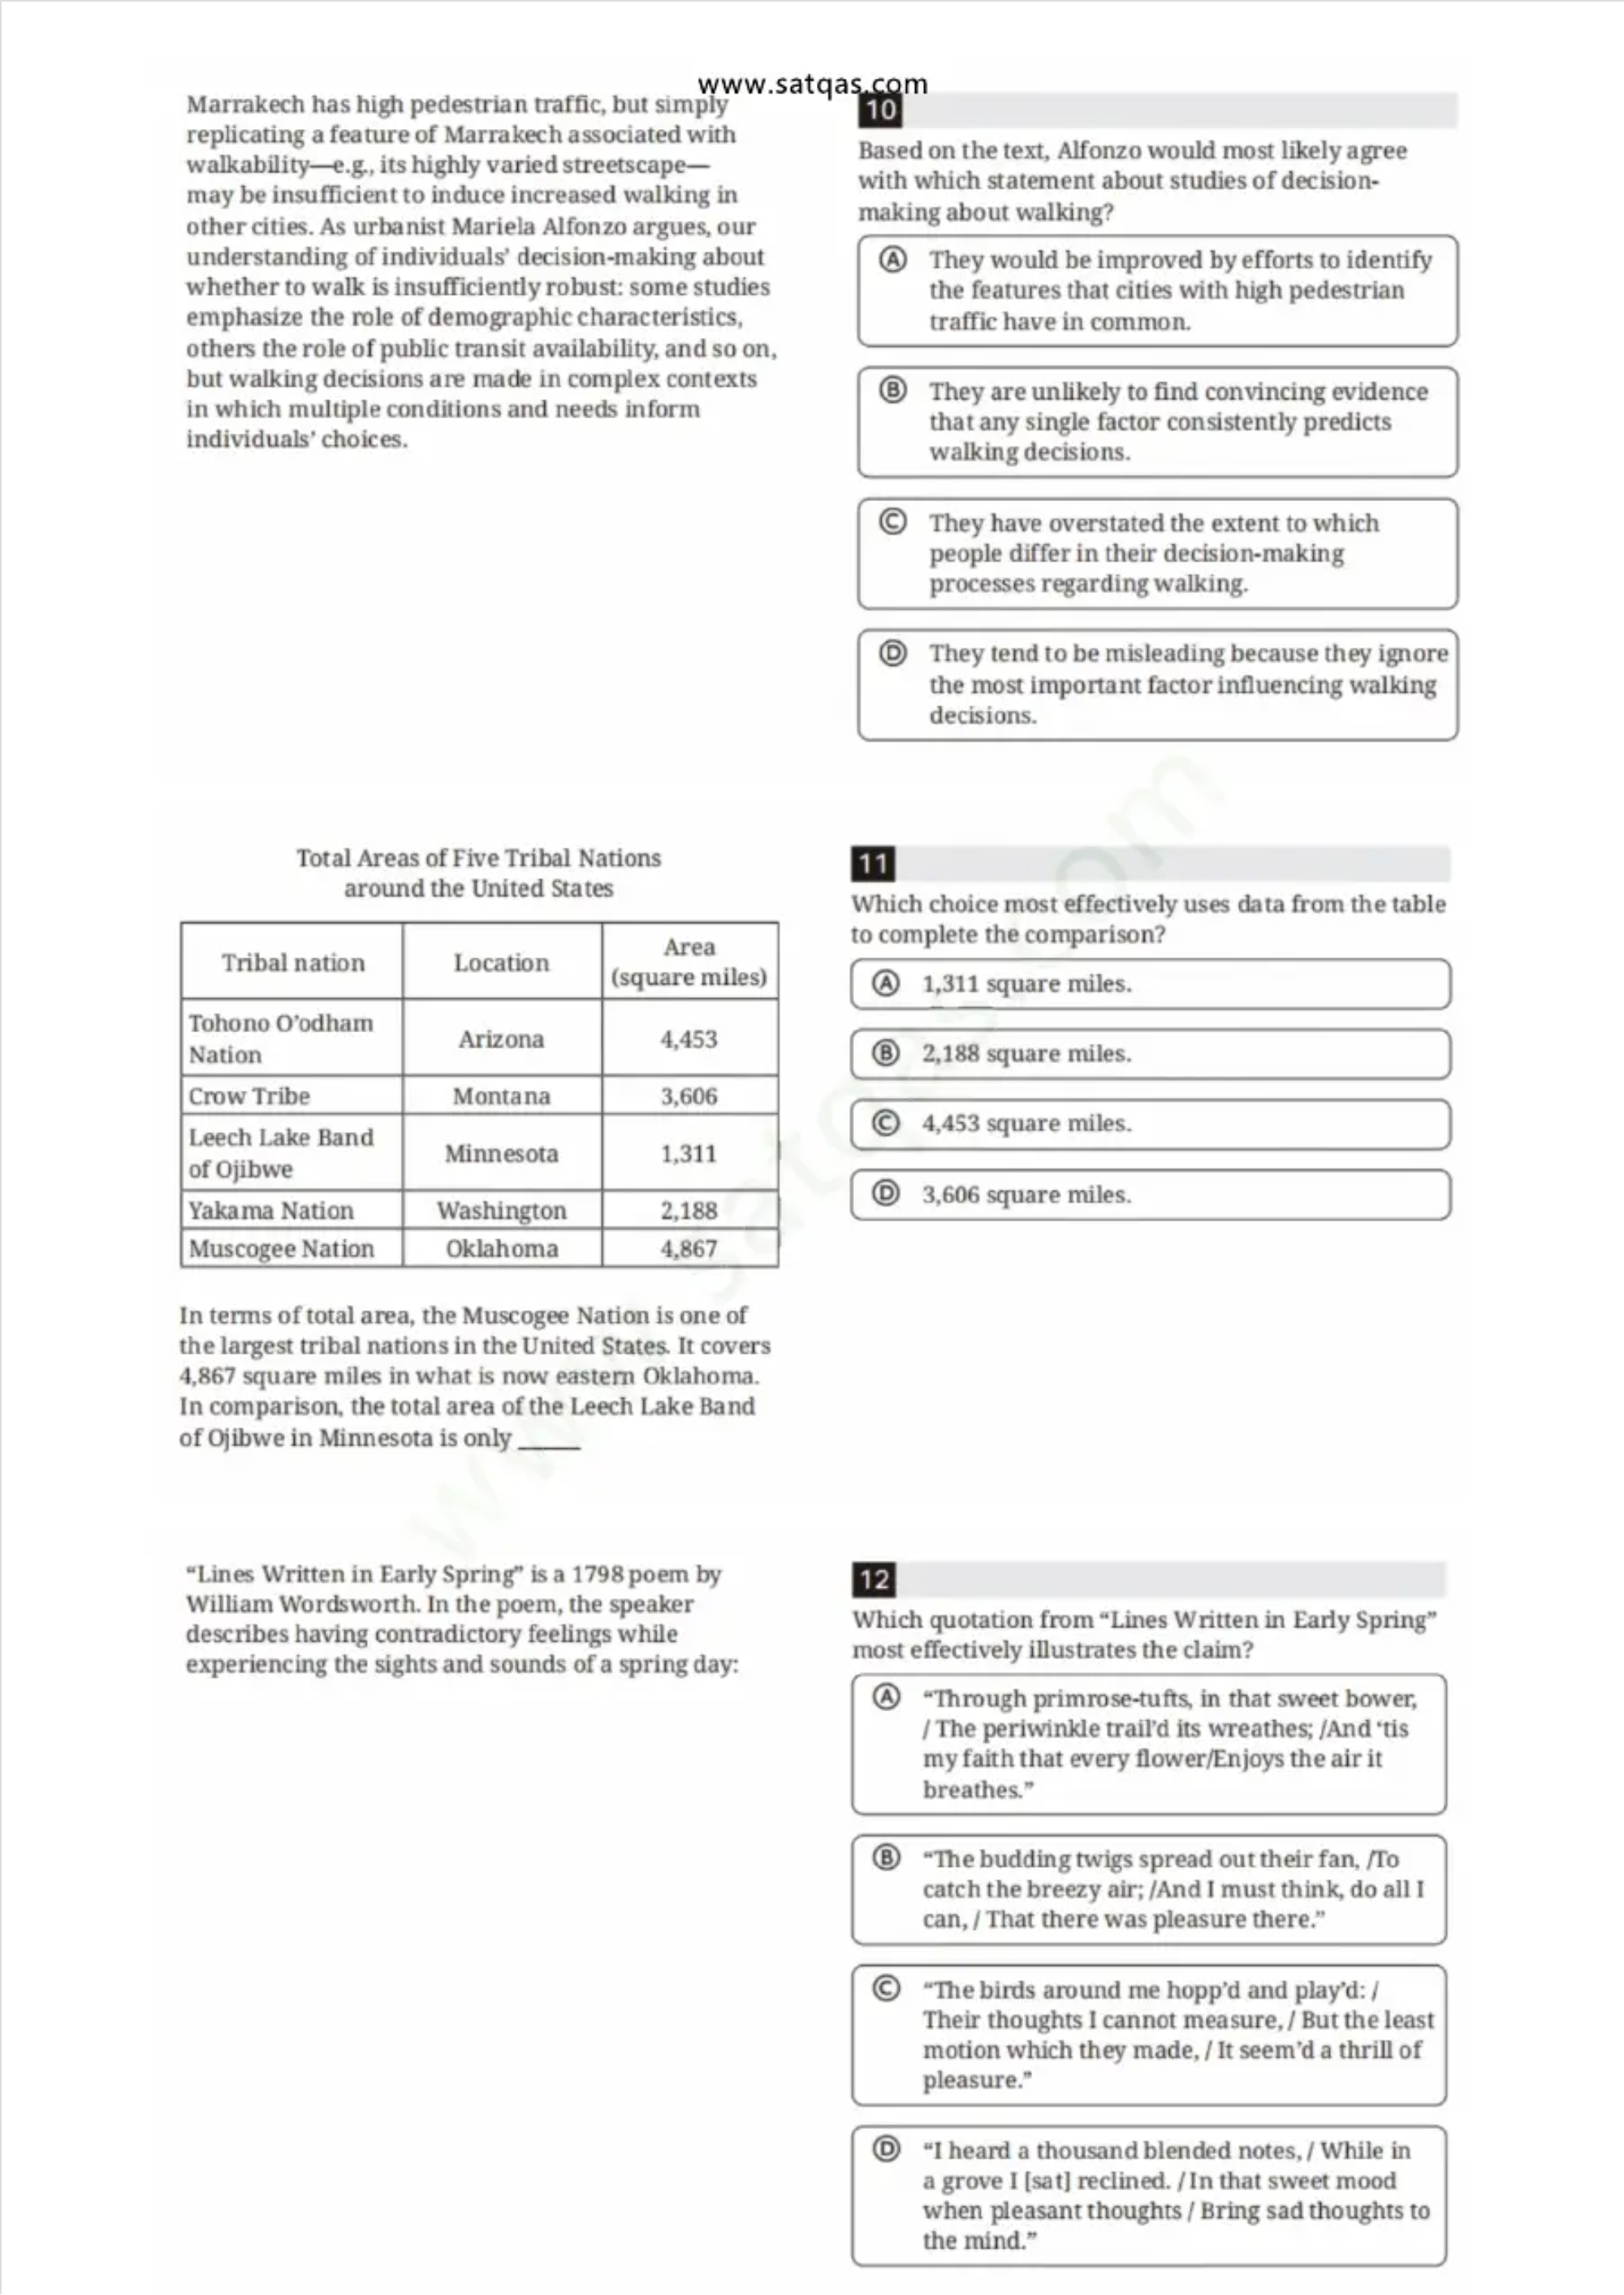 www.satqas.com
Marrakech has high pedestrian traffic, but simply
replicating a feature of Marrakech associated with
walkability—e.g., its highly varied streetscape—
may be insufficient to induce increased walking in
other cities. As urbanist Mariela Alfonzo argues, our
understanding of individuals’ decision-making about
whether to walk is insufficiently robust: some studies
emphasize the role of demographic characteristics,
others the role of public transit availability, and so on,
but walking decisions are made in complex contexts
in which multiple conditions and needs inform
individuals’ choices.
10
Based on the text, Alfonzo would most likely agree
with which statement about studies of decision-
making about walking?
A They would be improved by efforts to identify
the features that cities with high pedestrian
traffic have in common.
B They are unlikely to find convincing evidence
that any single factor consistently predicts
walking decisions.
C They have overstated the extent to which
people differ in their decision-making
processes regarding walking.
D They tend to be misleading because they ignore
the most important factor influencing walking
decisions.
Total Areas of Five Tribal Nations
around the United States
Tribal nation Location Area
(square miles)
Tohono O’odham
Nation Arizona 4,453
Crow Tribe Montana 3,606
Leech Lake Band
of Ojibwe Minnesota 1,311
Yakama Nation Washington 2,188
Muscogee Nation Oklahoma 4,867
In terms of total area, the Muscogee Nation is one of
the largest tribal nations in the United States. It covers
4,867 square miles in what is now eastern Oklahoma.
In comparison, the total area of the Leech Lake Band
of Ojibwe in Minnesota is only _____
11
Which choice most effectively uses data from the table
to complete the comparison?
A 1,311 square miles.
B 2,188 square miles.
C 4,453 square miles.
D 3,606 square miles.
www.satqas.com
“Lines Written in Early Spring” is a 1798 poem by
William Wordsworth. In the poem, the speaker
describes having contradictory feelings while
experiencing the sights and sounds of a spring day:
12
Which quotation from “Lines Written in Early Spring”
most effectively illustrates the claim?
A “Through primrose-tufts, in that sweet bower,
/ The periwinkle trail’d its wreathes; /And ‘tis
my faith that every flower/Enjoys the air it
breathes.”
B “The budding twigs spread out their fan, /To
catch the breezy air; /And I must think, do all I
can, / That there was pleasure there.”
C “The birds around me hopp’d and play’d: /
Their thoughts I cannot measure, / But the least
motion which they made, / It seem’d a thrill of
pleasure.”
D “I heard a thousand blended notes, / While in
a grove I [sat] reclined. /In that sweet mood
when pleasant thoughts / Bring sad thoughts to
the mind.”